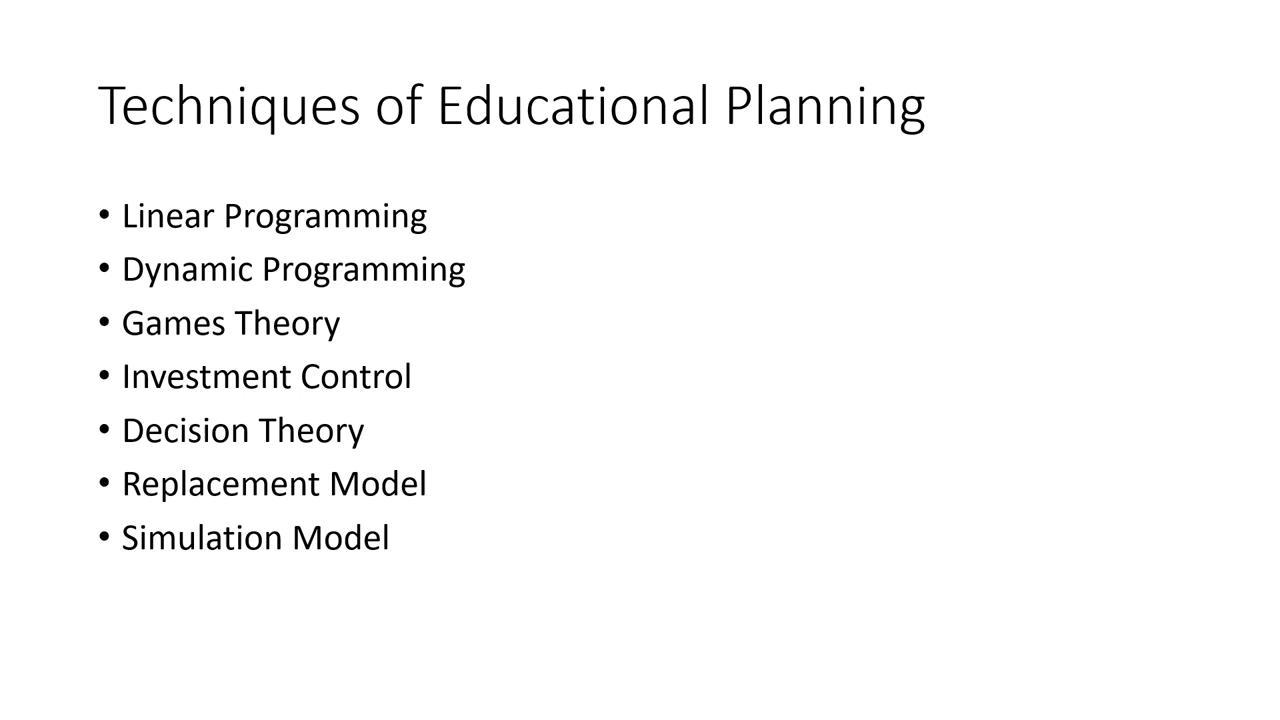 Techniques of Educational Planning
• Linear Programming
• Dynamic Programming
• Games Theory
• Investment Control
• Decision Theory
• Replacement Model
• Simulation Model